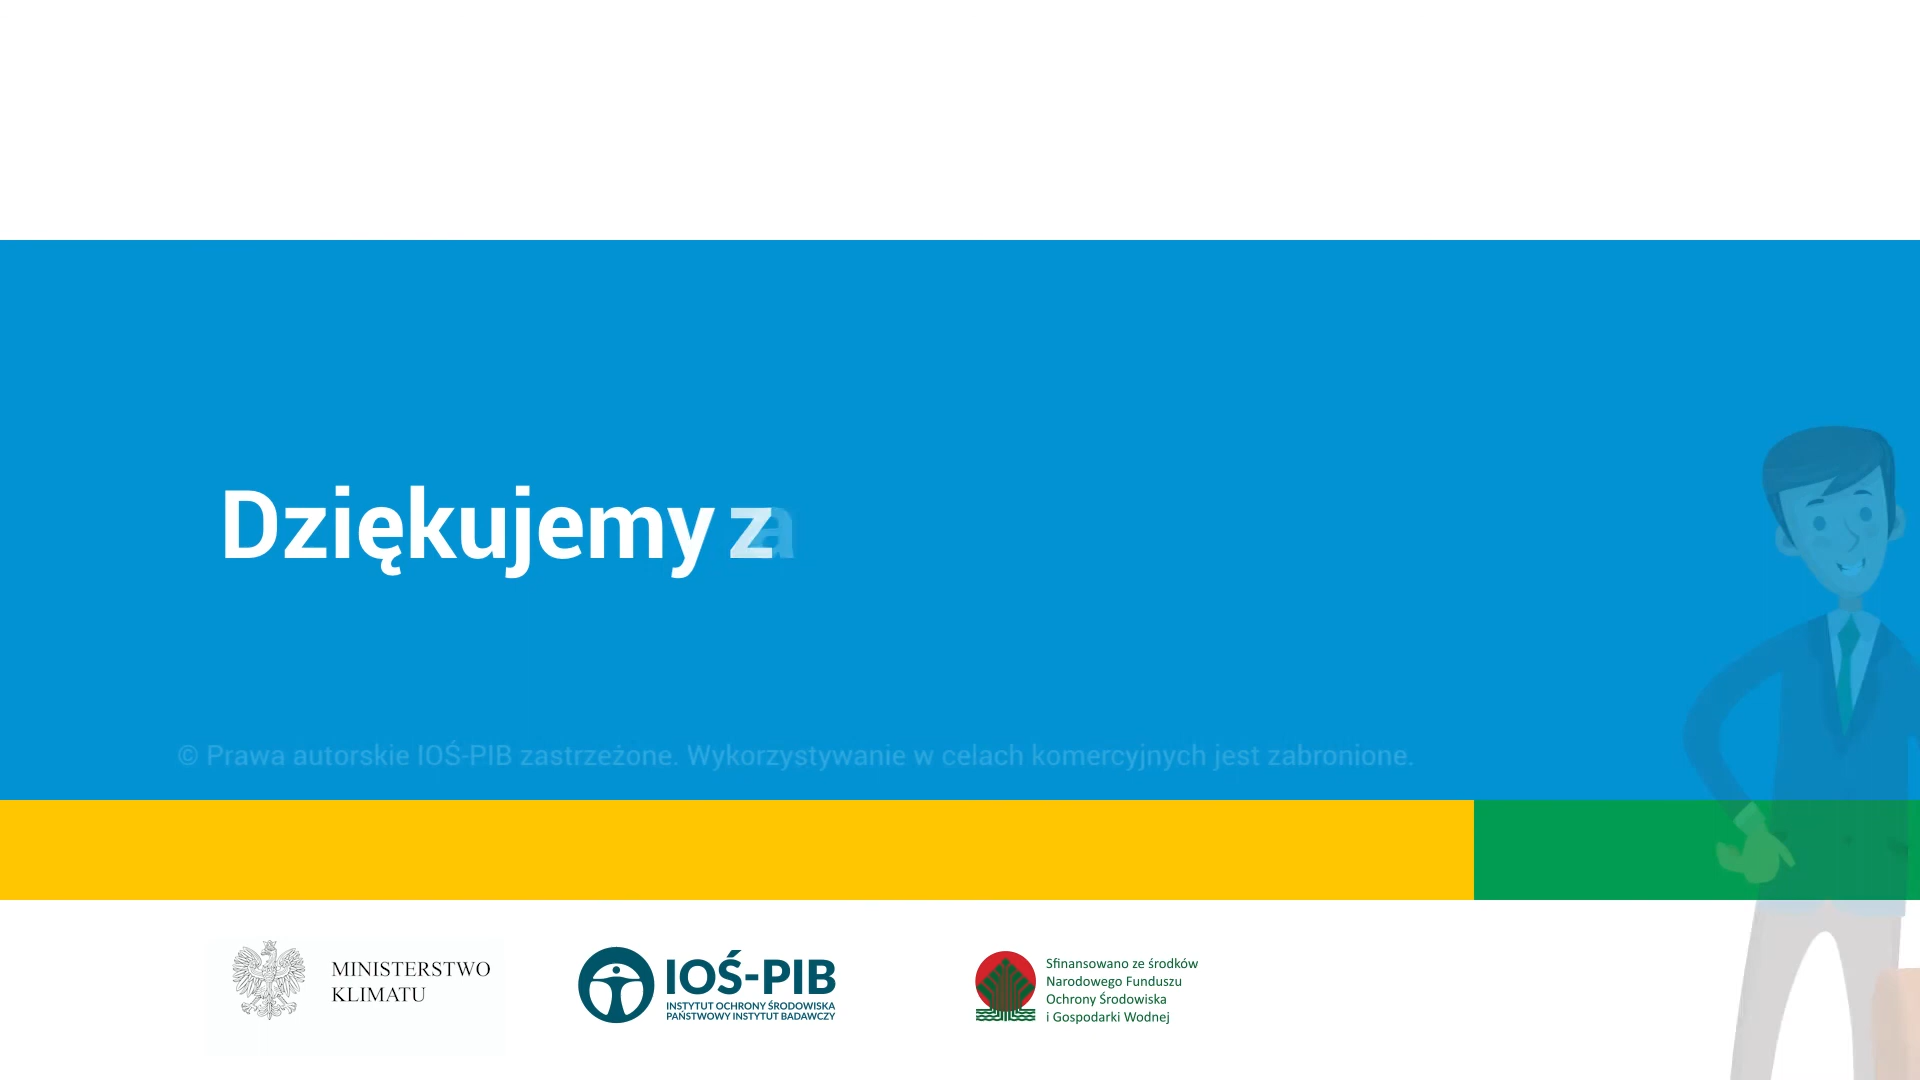 Dziękujemy za
© Prawa autorskie IOŚ-PIB zastrzeżone. Wykorzystywanie w celach komercyjnych jest zabronione.
MINISTERSTWO
KLIMATU
IOŚ-PIB
INSTYTUT OCHRONY ŚRODOWISKA
PAŃSTWOWY INSTYTUT BADAWCZY
Sfinansowano ze środków
Narodowego Funduszu
Ochrony Środowiska
i Gospodarki Wodnej